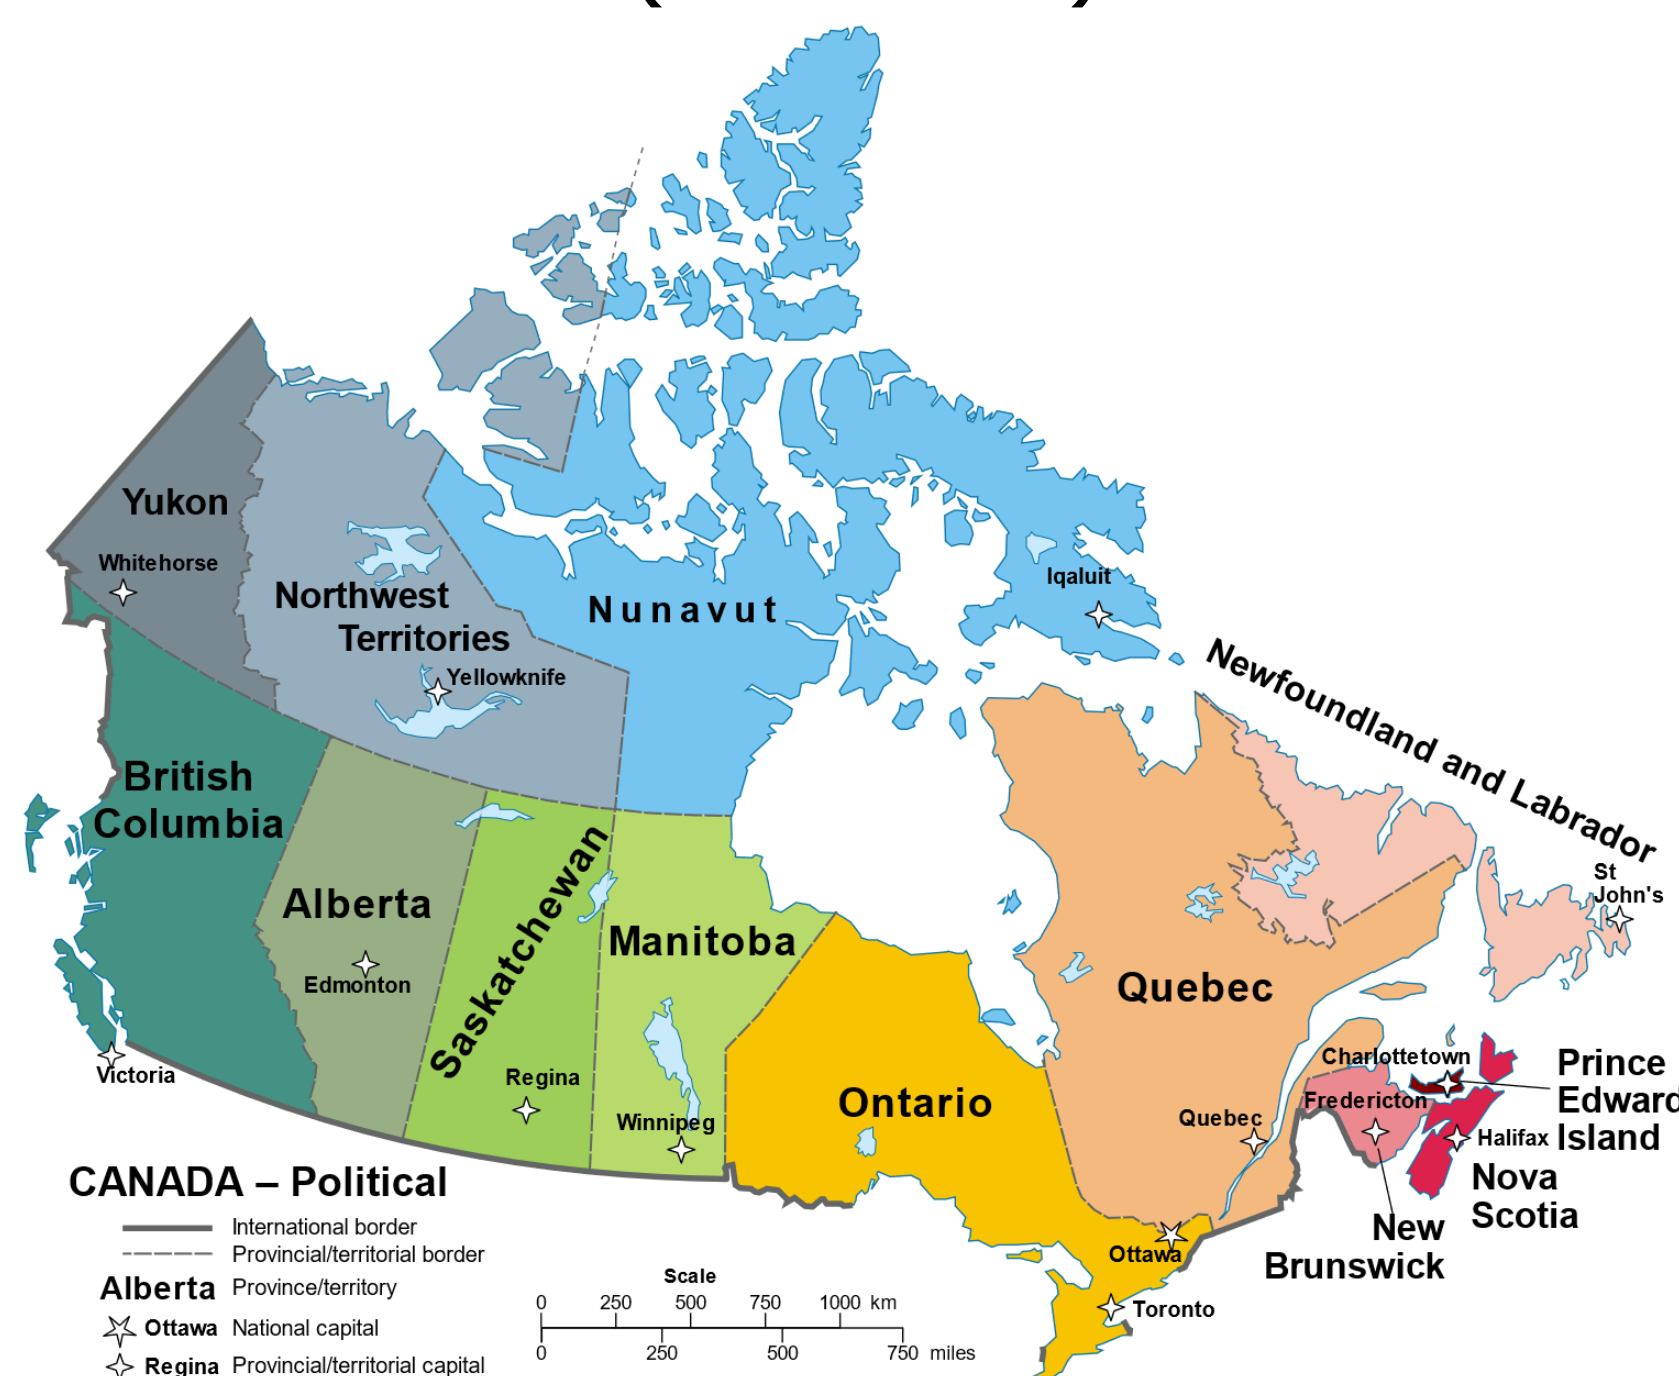 Yukon
Whitehorse
Northwest
Territories
Yellowknife
Nunavut
Iqaluit
Newfoundland and Labrador
St
John's
British
Columbia
Victoria
Alberta
Edmonton
Saskatchewan
Regina
Manitoba
Winnipeg
Ontario
Ottawa
Toronto
Quebec
Quebec
Charlottetown
Prince
Edward
Island
Fredericton
Halifax
Nova
Scotia
New
Brunswick
CANADA – Political
International border
Provincial/territorial border
Alberta Province/territory
Ottawa National capital
Regina Provincial/territorial capital
Scale
0 250 500 750 1000 km
0 250 500 750 miles